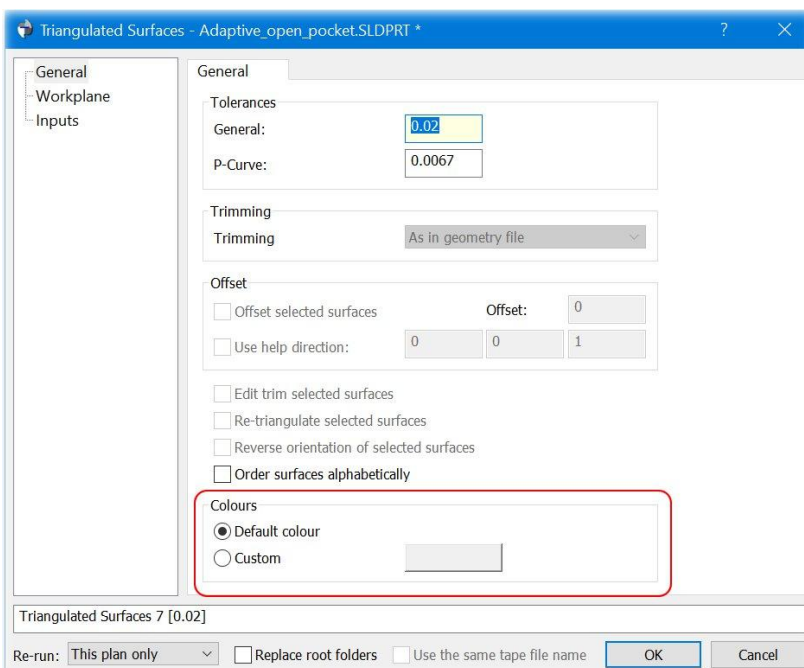 Triangulated Surfaces - Adaptive_open_pocket.SLDPRT * ?
General
Workplane
Inputs
General
Tolerances
General: 0.02
P-Curve: 0.0067
Trimming
Trimming As in geometry file
Offset
Offset selected surfaces Offset: 0
Use help direction: 0 0 1
Edit trim selected surfaces
Re-triangulate selected surfaces
Reverse orientation of selected surfaces
Order surfaces alphabetically
Colours
Default colour
Custom
Triangulated Surfaces 7 [0.02]
Re-run: This plan only Replace root folders Use the same tape file name OK Cancel